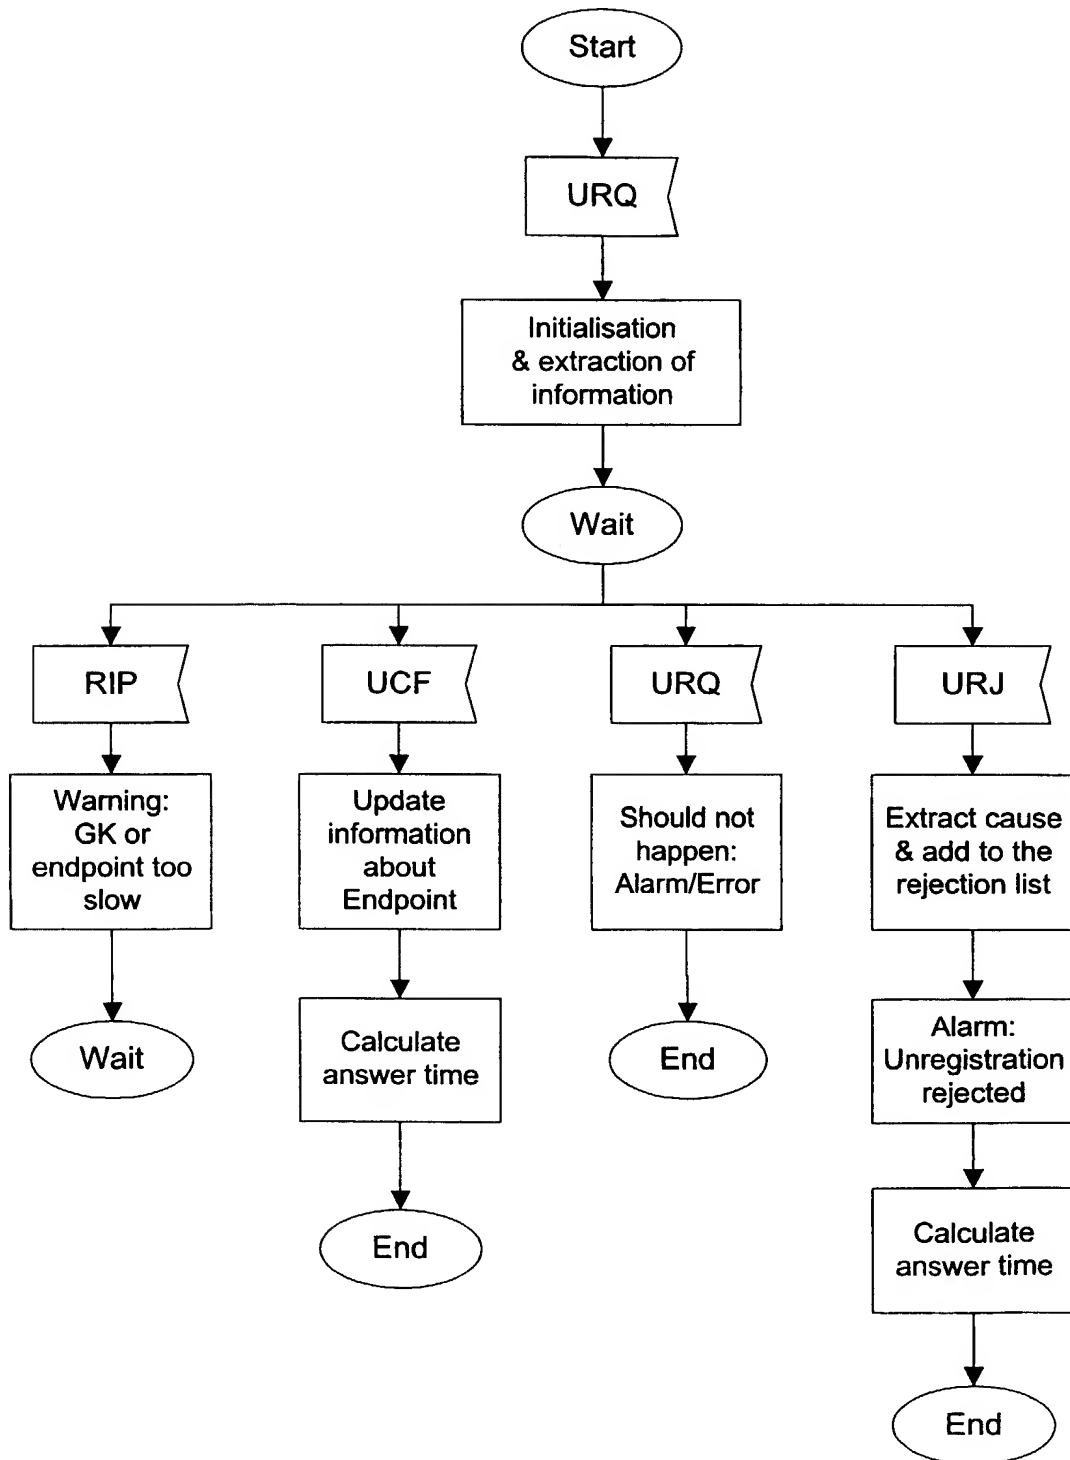 Start
URQ
Initialisation
& extraction of
information
Wait
RIP
UCF
URQ
URJ
Warning:
GK or
endpoint too
slow
Update
information
about
Endpoint
Should not
happen:
Alarm/Error
Extract cause
& add to the
rejection list
Wait
Calculate
answer time
End
Alarm:
Unregistration
rejected
End
Calculate
answer time
End